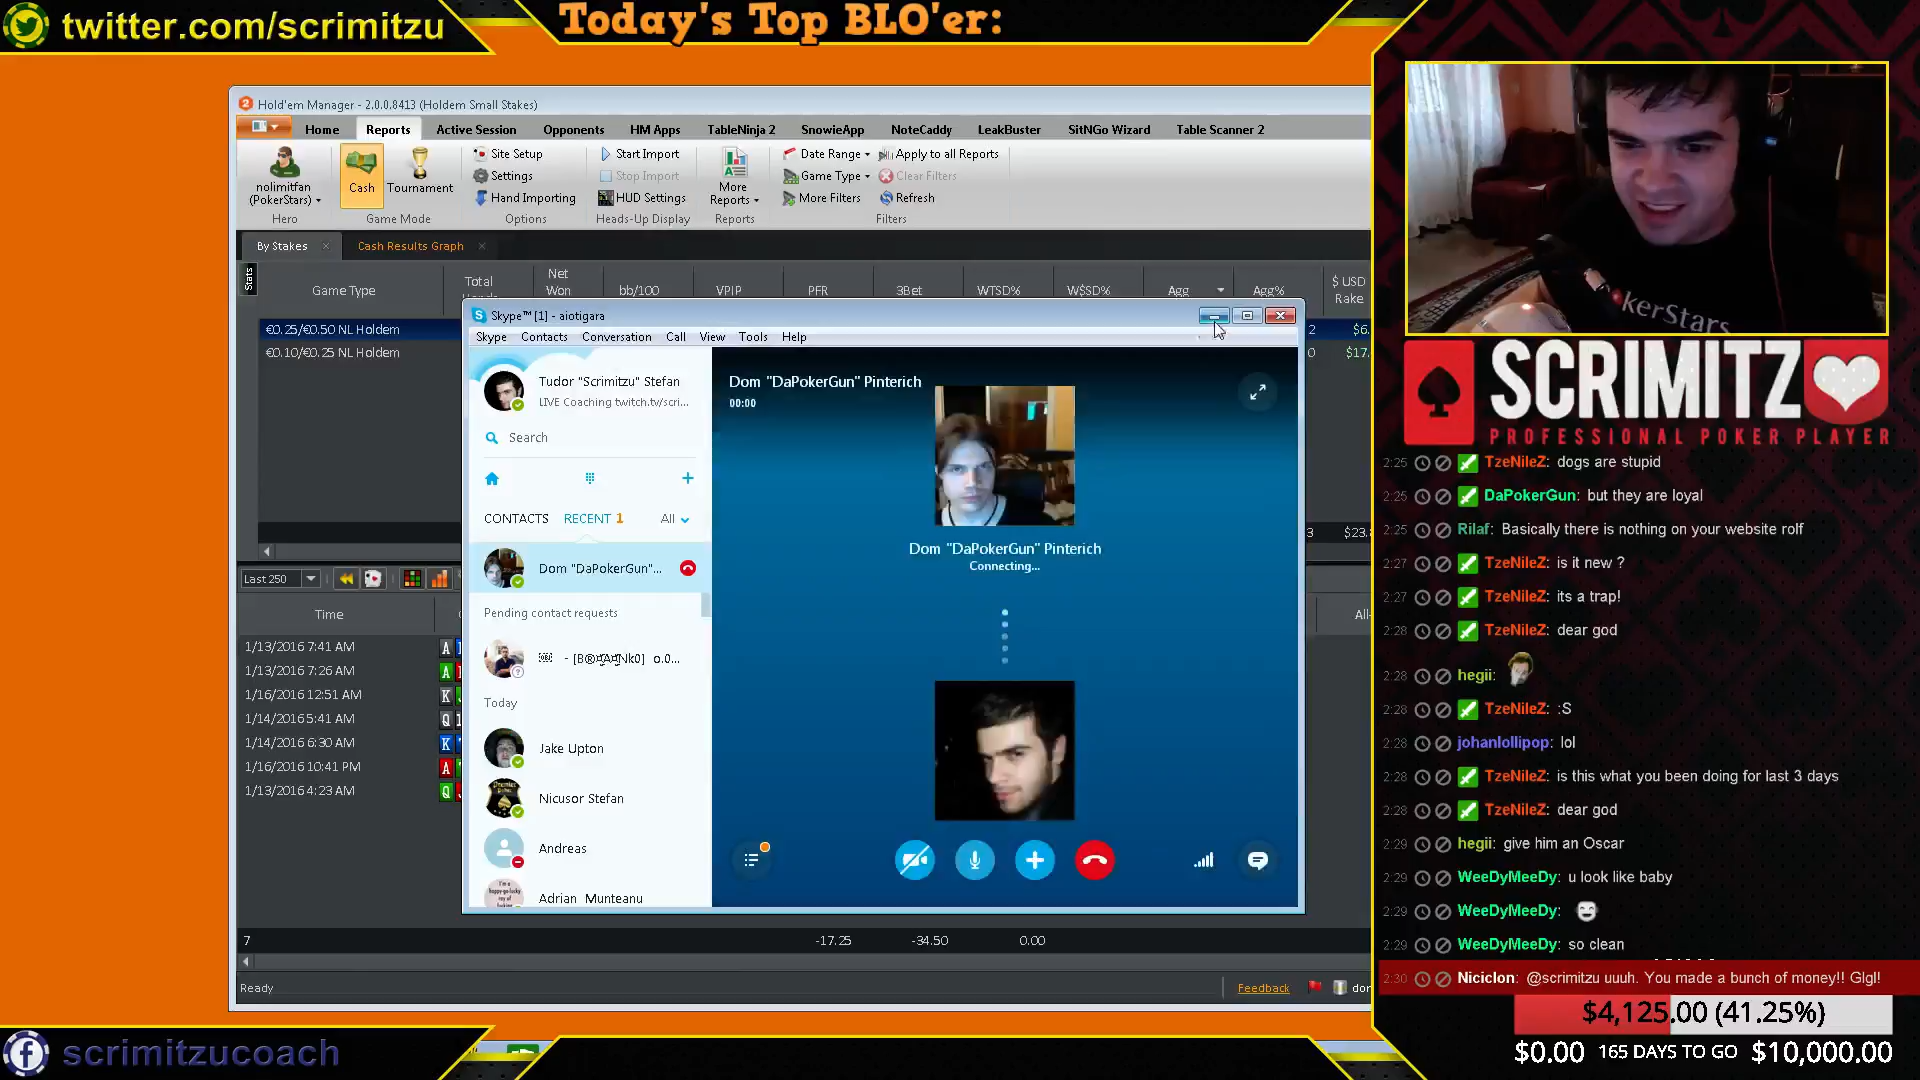 twitter.com/scrimitzu
Today's Top BLO'er:
Hold'em Manager - 2.0.0.8413 (Holdem Small Stakes)
Home
Reports
Active Session
Opponents
HM Apps
TableNinja 2
SnowieApp
NoteCaddy
LeakBuster
SitNGo Wizard
Table Scanner 2
nolimitfan
(PokerStars)
Hero
Cash
Tournament
Game Mode
Site Setup
Settings
Hand Importing
Options
Start Import
Stop Import
HUD Settings
Heads-Up Display
More
Reports
Reports
Date Range
Game Type
More Filters
Apply to all Reports
Clear Filters
Refresh
Filters
By Stakes
Cash Results Graph
Stats
Game Type
Total
Net
Won
bb/100
VPIP
PFR
3Bet
WTSD%
W$SD%
Agg
Agg%
$ USD
Rake
€0.25/€0.50 NL Holdem
2
$6.
€0.10/€0.25 NL Holdem
0
$17.
3
$23.
Last 250
Time
All-
1/13/2016 7:41 AM
A
1/13/2016 7:26 AM
A
1/16/2016 12:51 AM
K
1/14/2016 5:41 AM
Q
1/14/2016 6:30 AM
K
1/16/2016 10:41 PM
A
1/13/2016 4:23 AM
Q
7
-17.25
-34.50
0.00
Ready
Feedback
don
Skype™ [1] - aiotigara
Skype
Contacts
Conversation
Call
View
Tools
Help
Tudor "Scrimitzu" Stefan
LIVE Coaching twitch.tv/scri...
Search
CONTACTS
RECENT 1
All
Dom "DaPokerGun"...
Pending contact requests
Today
Jake Upton
Nicusor Stefan
Andreas
Adrian Munteanu
Dom "DaPokerGun" Pinterich
00:00
Dom "DaPokerGun" Pinterich
Connecting...
kerStars
SCRIMITZ
PROFESSIONAL POKER PLAYER
2:25 TzeNileZ: dogs are stupid
2:25 DaPokerGun: but they are loyal
2:25 Rilaf: Basically there is nothing on your website rolf
2:27 TzeNileZ: is it new ?
2:27 TzeNileZ: its a trap!
2:28 TzeNileZ: dear god
2:28 hegii:
2:28 TzeNileZ: :S
2:28 johanlollipop: lol
2:28 TzeNileZ: is this what you been doing for last 3 days
2:28 TzeNileZ: dear god
2:29 hegii: give him an Oscar
2:29 WeeDyMeeDy: u look like baby
2:29 WeeDyMeeDy:
2:29 WeeDyMeeDy: so clean
2:30 Niciclon: @scrimitzu uuuh. You made a bunch of money!! Glgl!
$4,125.00 (41.25%)
$0.00 165 DAYS TO GO $10,000.00
scrimitzucoach